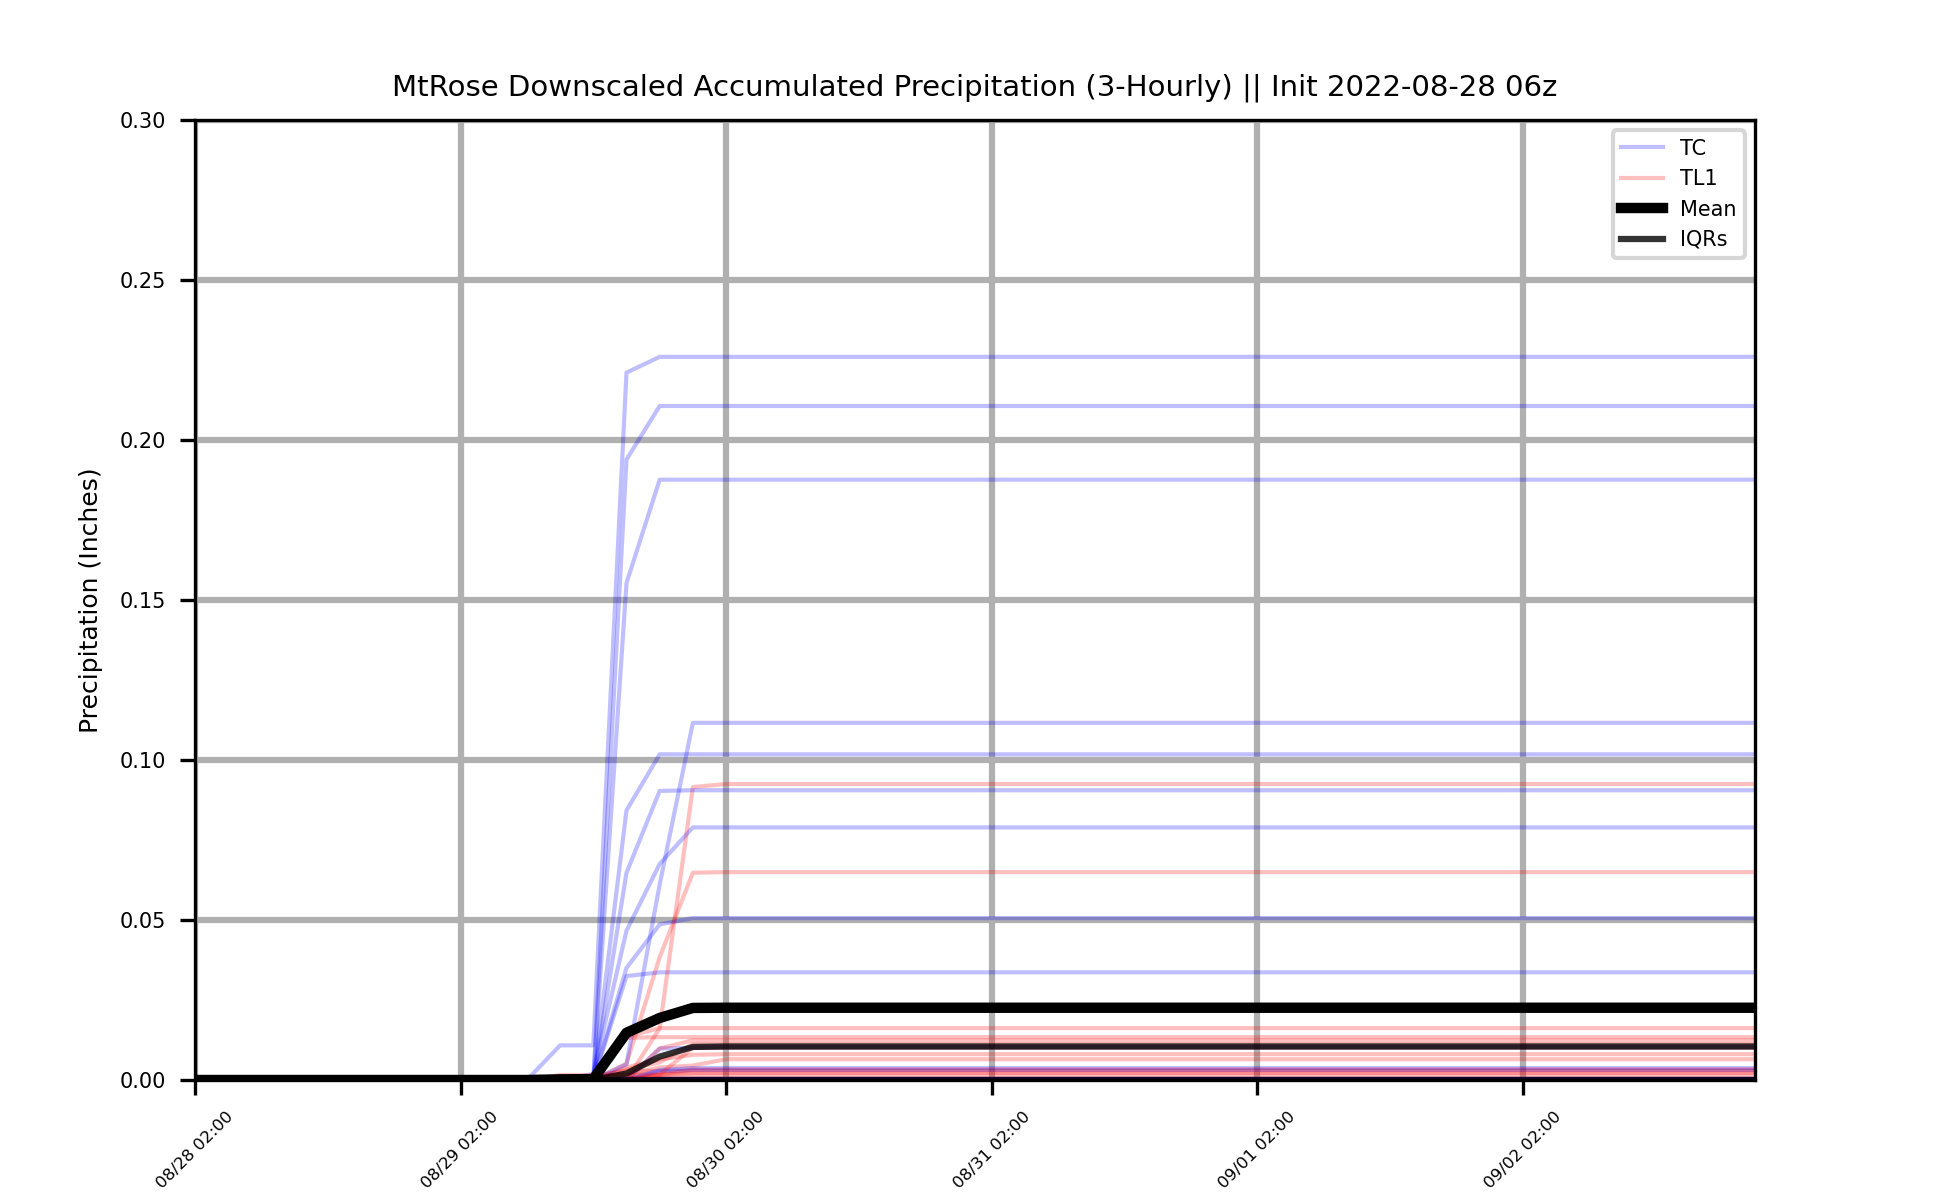 MtRose Downscaled Accumulated Precipitation (3-Hourly) || Init 2022-08-28 06z
TC
TL1
Mean
IQRs
Precipitation (Inches)
0.30
0.25
0.20
0.15
0.10
0.05
0.00
08/28 02:00
08/29 02:00
08/30 02:00
08/31 02:00
09/01 02:00
09/02 02:00